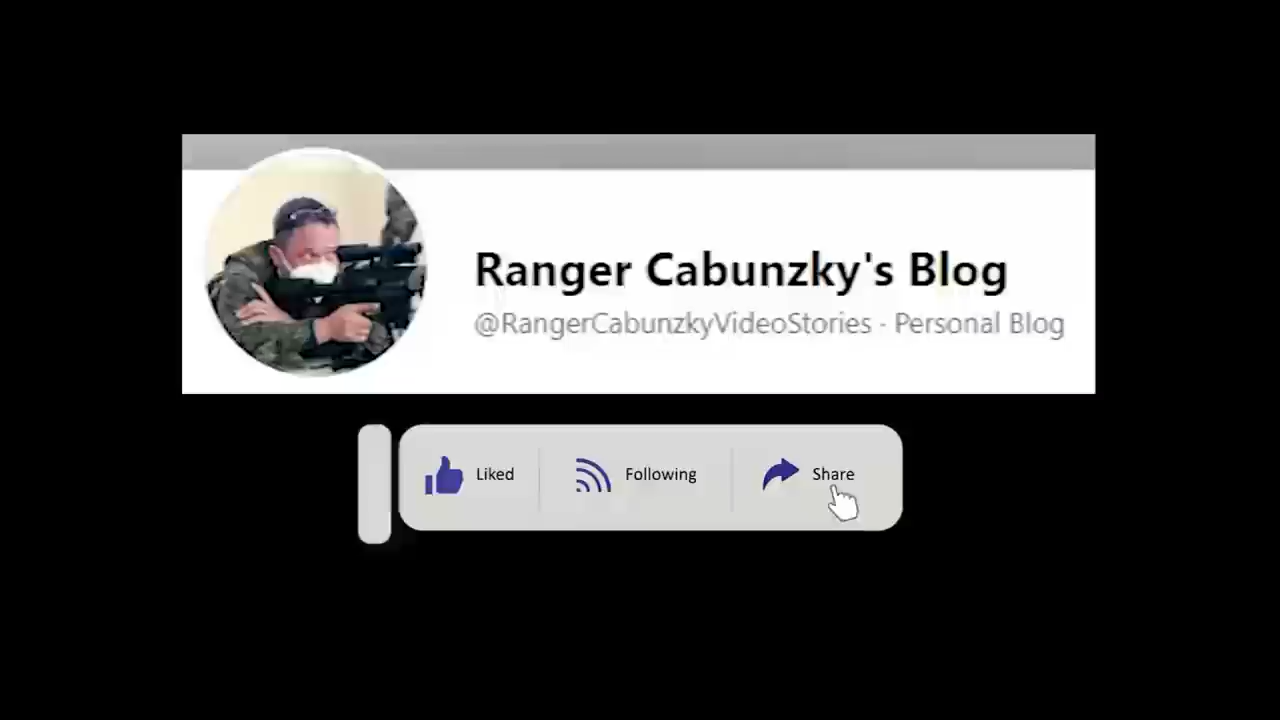 Ranger Cabunzky's Blog
@RangerCabunzkyVideoStories · Personal Blog
Liked Following Share